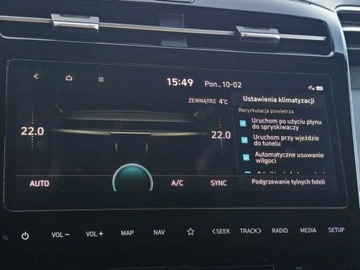 15:49 Pon., 10-02
ZEWNĄTRZ 4°C
Ustawienia klimatyzacji
Recyrkulacja powietrza
Uruchom po użyciu płynu
do spryskiwaczy
Uruchom przy wjeździe
do tunelu
Automatyczne usuwanie
wilgoci
22.0
22.0
AUTO
A/C
SYNC
Podgrzewanie tylnych foteli
VOL− VOL+ MAP NAV <SEEK TRACK> RADIO MEDIA SETUP